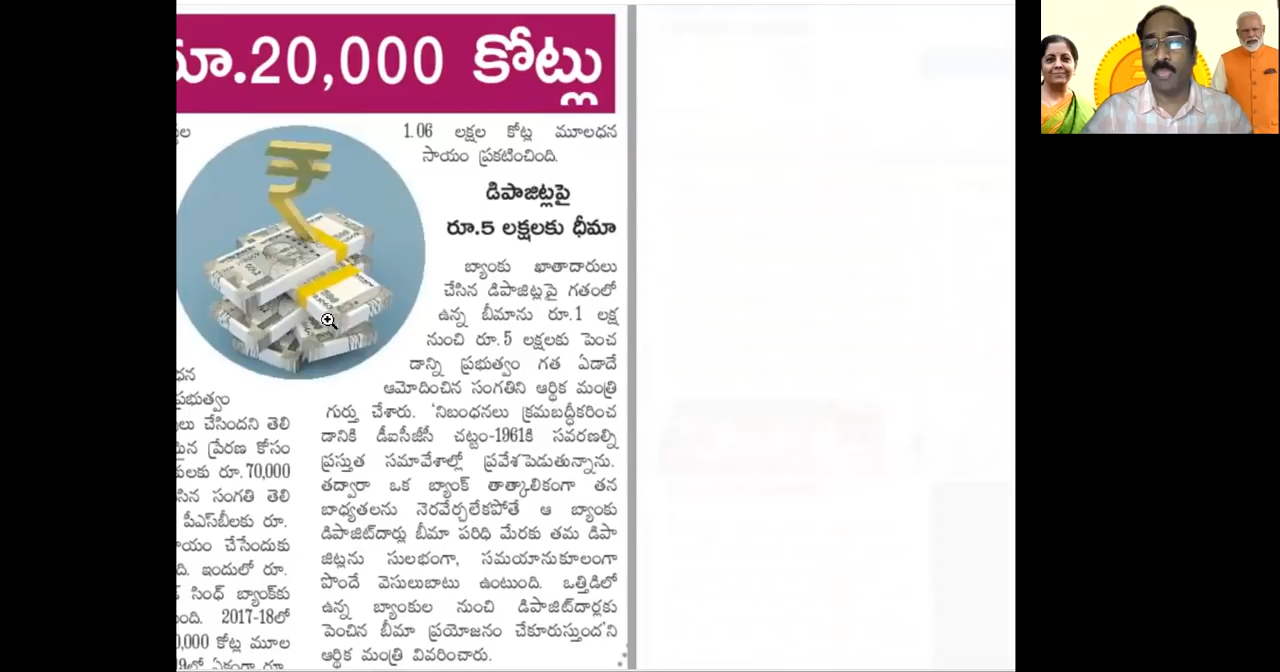 రూ.20,000 కోట్లు
1.06 లక్షల కోట్ల మూలధన
సాయం ప్రకటించింది.
డిపాజిట్లపై
రూ.5 లక్షలకు ధీమా
బ్యాంకు ఖాతాదారులు
చేసిన డిపాజిట్లపై గతంలో
ఉన్న బీమాను రూ.1 లక్ష
నుంచి రూ.5 లక్షలకు పెంచ
డాన్ని ప్రభుత్వం గత ఏడాదే
ఆమోదించిన సంగతిని ఆర్థిక మంత్రి
గుర్తు చేశారు. ‘నిబంధనలు క్రమబద్ధీకరించ
డానికి డీఐసీజీసీ చట్టం-1961కి సవరణల్ని
ప్రస్తుత సమావేశాల్లో ప్రవేశపెడుతున్నాను.
తద్వారా ఒక బ్యాంక్ తాత్కాలికంగా తన
బాధ్యతలను నెరవేర్చలేకపోతే ఆ బ్యాంకు
డిపాజిట్‌దార్లు బీమా పరిధి మేరకు తమ డిపా
జిట్లను సులభంగా, సమయానుకూలంగా
పొందే వెసులుబాటు ఉంటుంది. ఒత్తిడిలో
ఉన్న బ్యాంకుల నుంచి డిపాజిట్‌దార్లకు
పెంచిన బీమా ప్రయోజనం చేకూరుస్తుంద’ని
ఆర్థిక మంత్రి వివరించారు.
ప్రభుత్వం
చేసిందని తెలి
ప్రేరణ కోసం
రూ.70,000
సంగతి తెలి
పీఎస్‌బీలకు రూ.
చేసేందుకు
ఇందులో రూ.
సింధ్ బ్యాంక్‌కు
2017-18లో
కోట్ల మూల